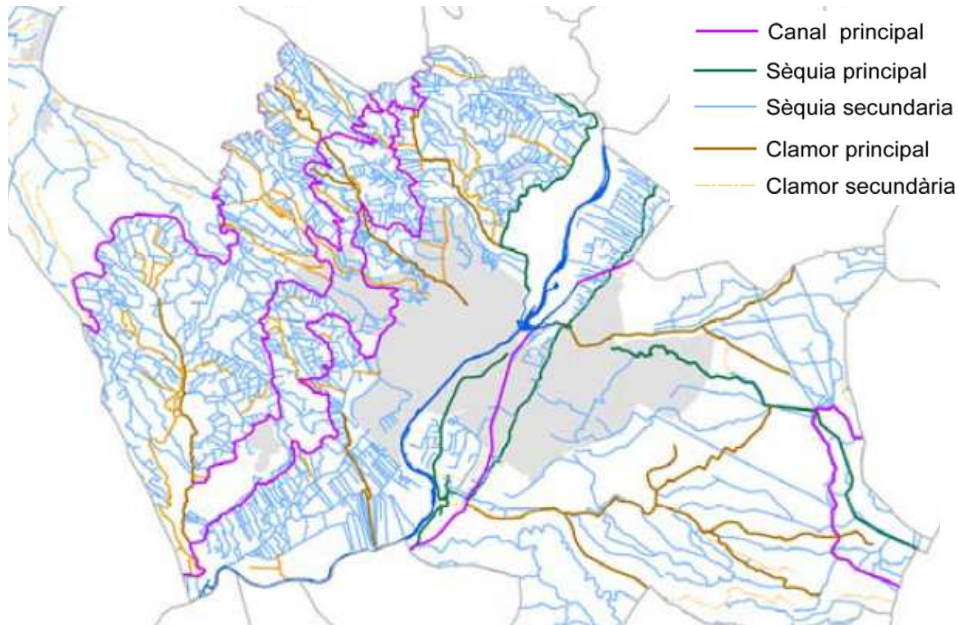 Canal principal
Sèquia principal
Sèquia secundaria
Clamor principal
Clamor secundària